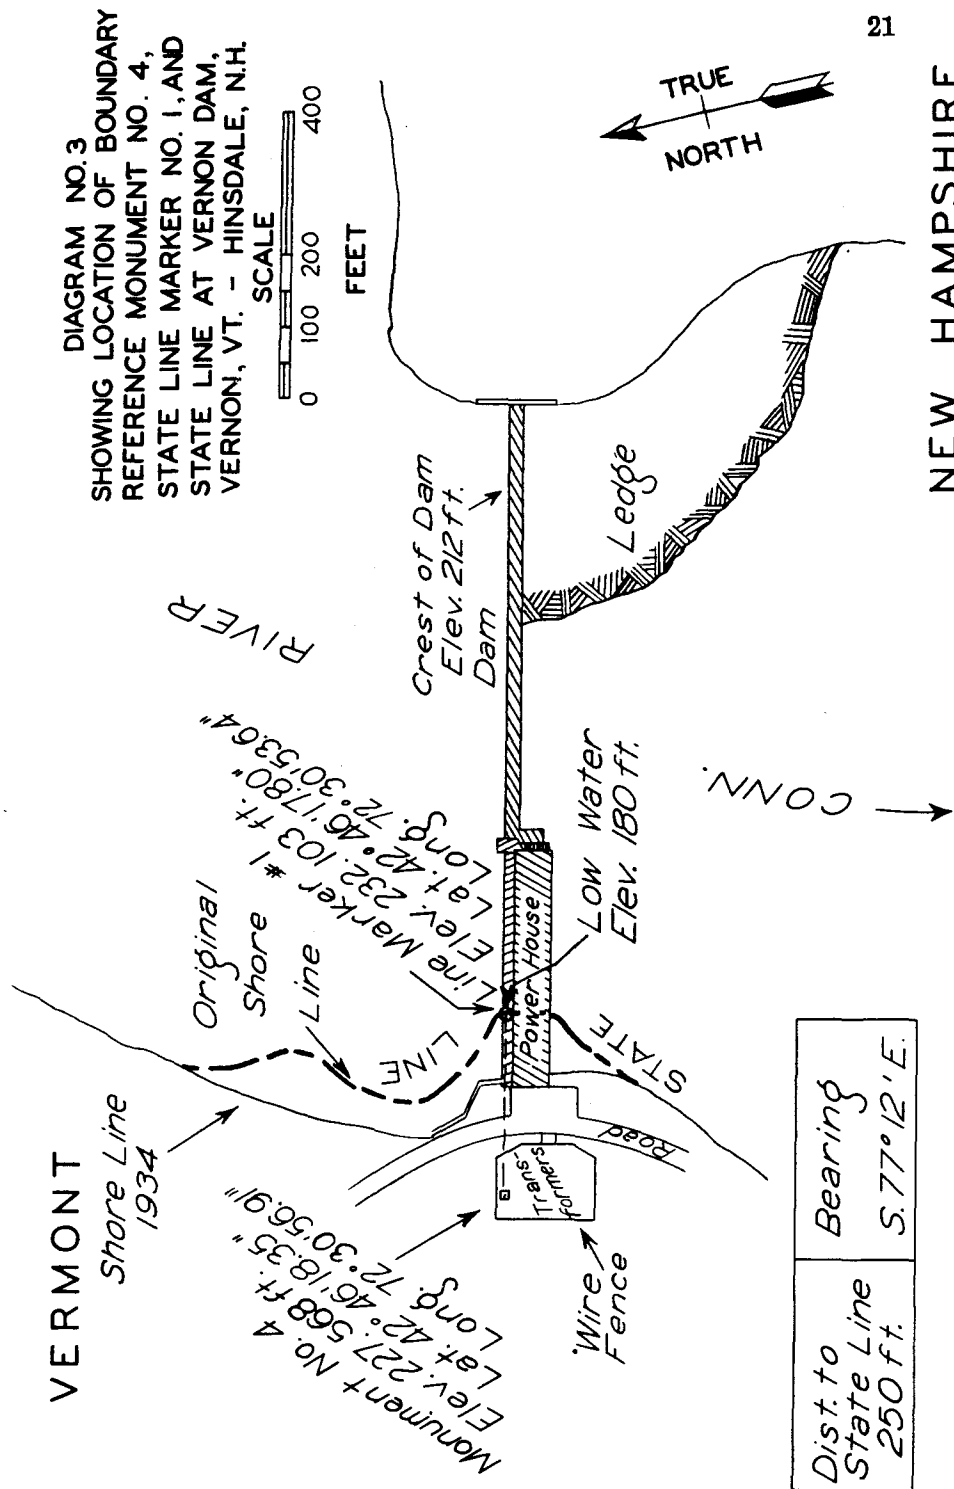 21
DIAGRAM NO. 3
SHOWING LOCATION OF BOUNDARY
REFERENCE MONUMENT NO. 4,
STATE LINE MARKER NO. 1, AND
STATE LINE AT VERNON DAM,
VERNON, VT. - HINSDALE, N.H.
SCALE
0 100 200 400
FEET
TRUE
NORTH
VERMONT
Shore Line
1934
Original
Shore
Line
RIVER
Line Marker #1
Elev. 232.103 ft.
Lat. 42° 46' 17.80"
Long. 72° 30' 53.64"
Crest of Dam
Elev. 212 ft.
Dam
Ledge
Monument No. 4
Elev. 227.568 ft.
Lat. 42° 46' 18.35"
Long. 72° 30' 56.91"
LINE
STATE
Power House
Trans-
formers
Road
Wire
Fence
Low Water
Elev. 180 ft.
CONN.
Dist. to
State Line
250 ft.
Bearing
S. 77° 12' E.
NEW HAMPSHIRE